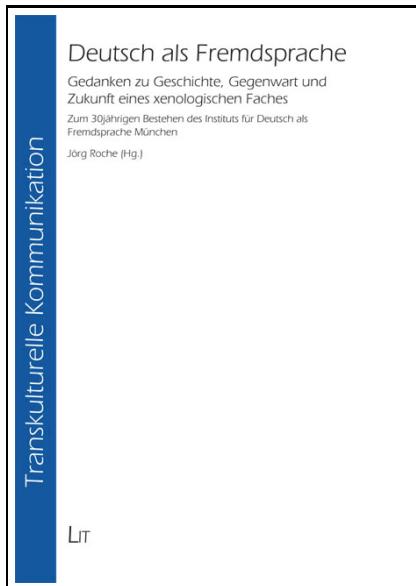 Deutsch als Fremdsprache
Gedanken zu Geschichte, Gegenwart und
Zukunft eines xenologischen Faches
Zum 30jährigen Bestehen des Instituts für Deutsch als
Fremdsprache München
Jörg Roche (Hg.)
Transkulturelle Kommunikation
LIT